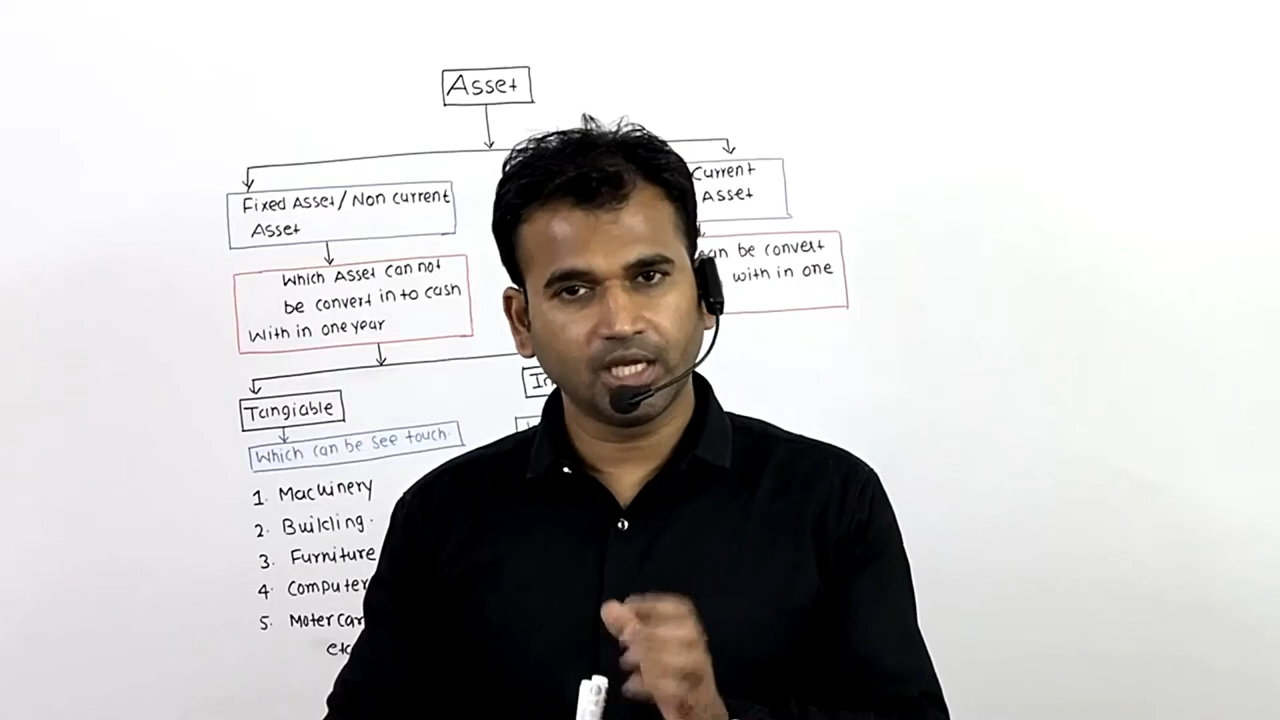 Asset
Fixed Asset / Non current
Asset
Which Asset can not
be convert in to cash
with in one year
Tangiable
Which can be see touch.
1. Machinery
2. Building.
3. Furniture
4. Computer
5. Moter car
etc
Current
Asset
can be convert
with in one